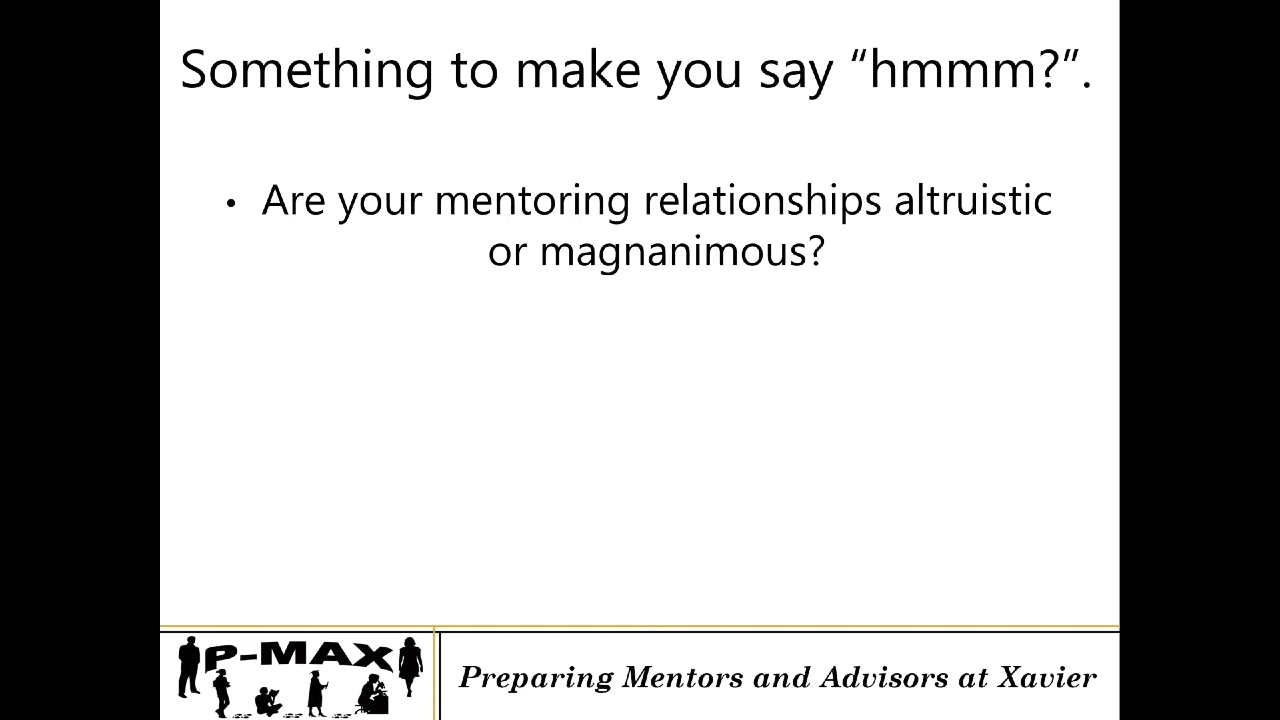 Something to make you say “hmmm?”.
• Are your mentoring relationships altruistic
or magnanimous?
P-MAX
Preparing Mentors and Advisors at Xavier